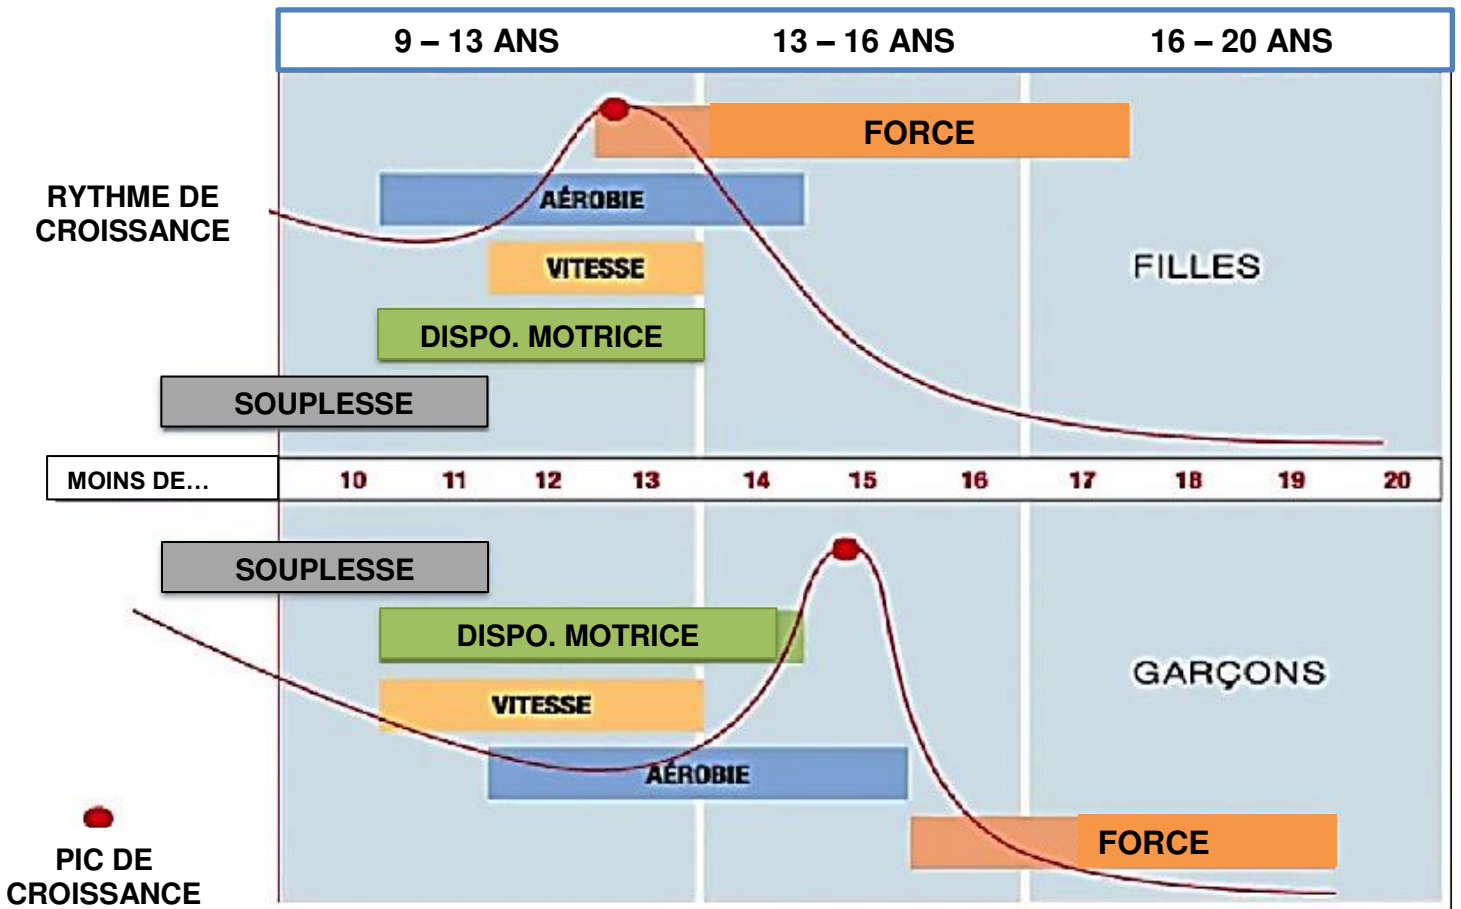 9 – 13 ANS 13 – 16 ANS 16 – 20 ANS
FORCE
RYTHME DE
CROISSANCE
AÉROBIE
VITESSE
FILLES
DISPO. MOTRICE
SOUPLESSE
MOINS DE... 10 11 12 13 14 15 16 17 18 19 20
SOUPLESSE
DISPO. MOTRICE
GARÇONS
VITESSE
AÉROBIE
FORCE
PIC DE
CROISSANCE